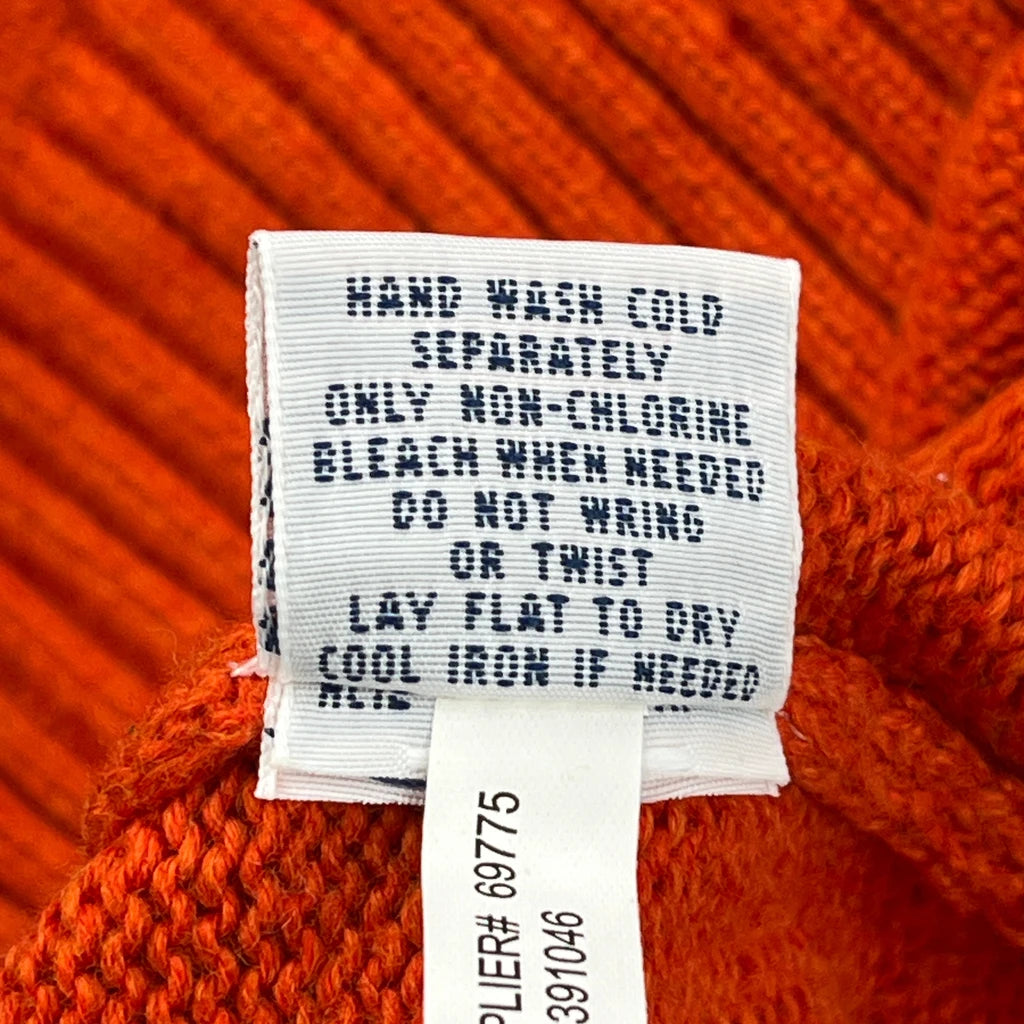 HAND WASH COLD
SEPARATELY
ONLY NON-CHLORINE
BLEACH WHEN NEEDED
DO NOT WRING
OR TWIST
LAY FLAT TO DRY
COOL IRON IF NEEDED
PLIER# 69775
391046